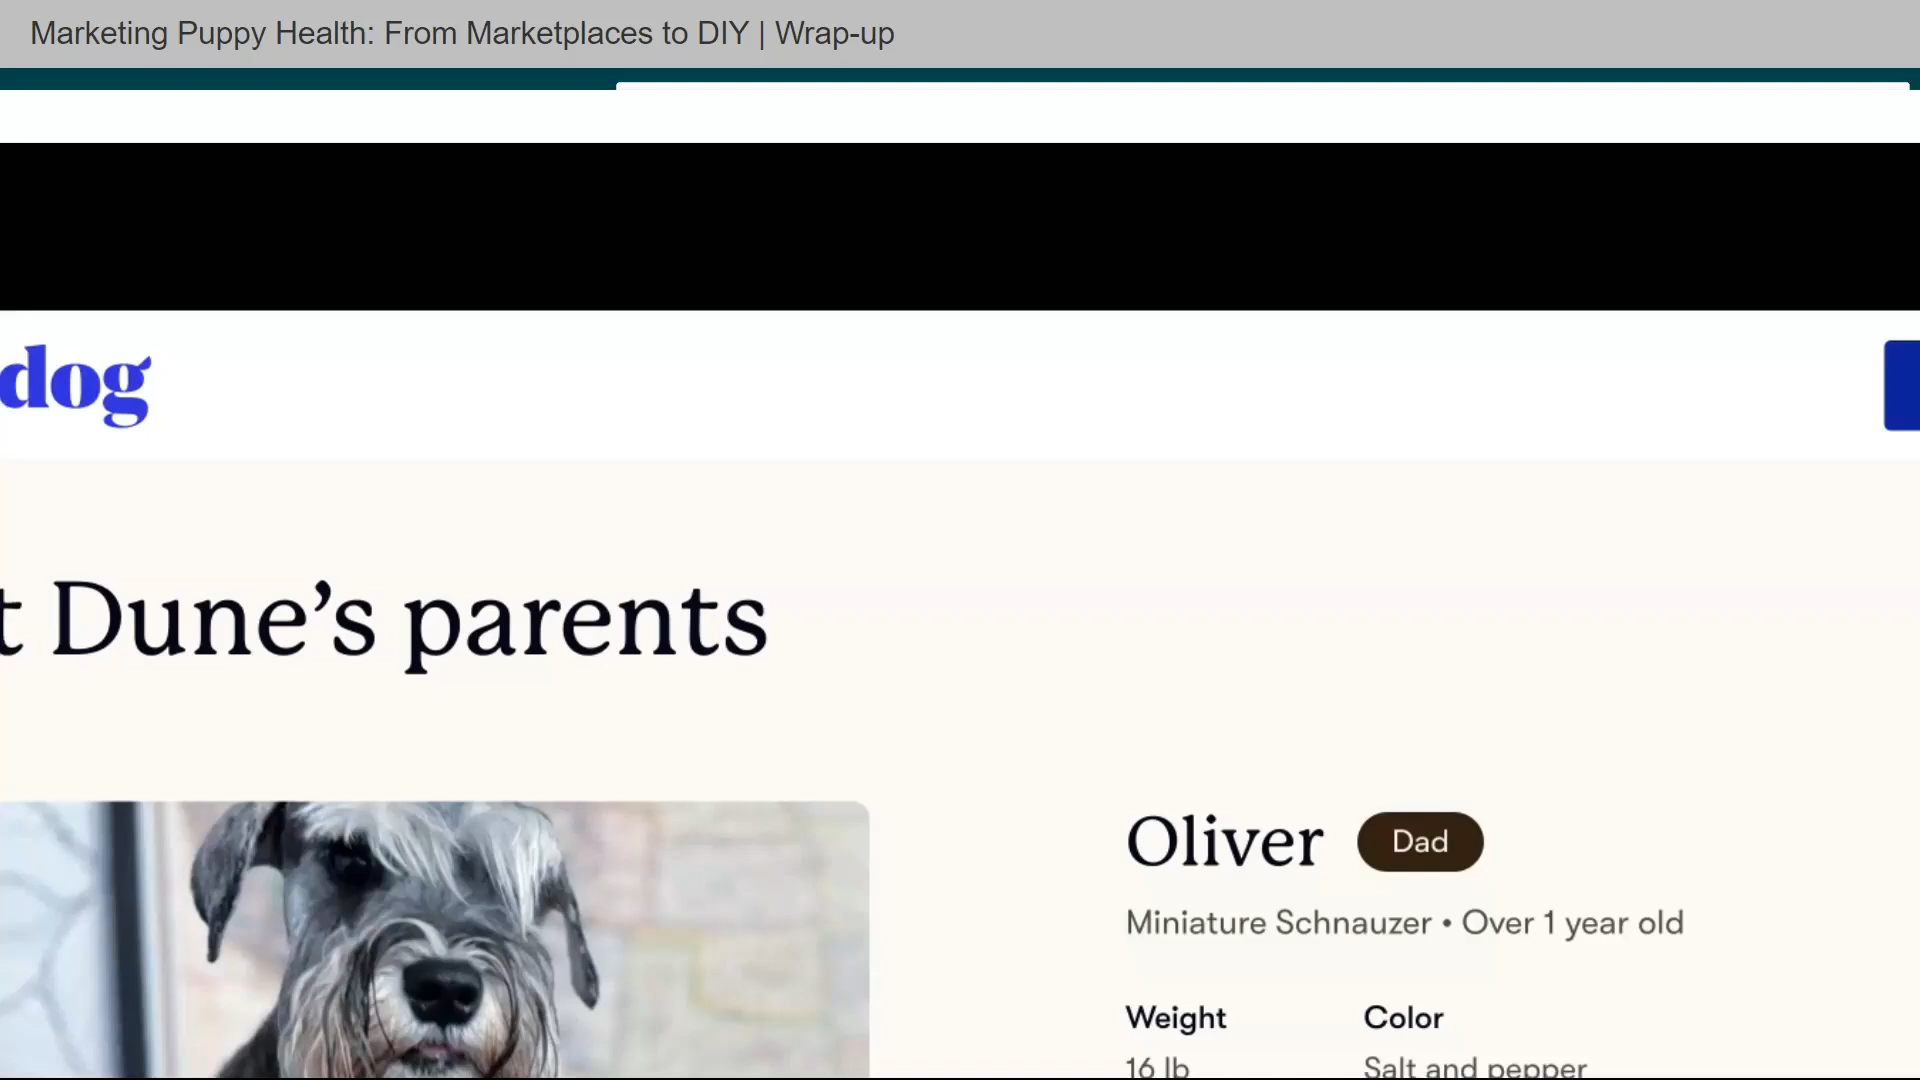 Marketing Puppy Health: From Marketplaces to DIY | Wrap-up
dog
t Dune’s parents
Oliver
Dad
Miniature Schnauzer • Over 1 year old
Weight
Color
16 lb
Salt and pepper